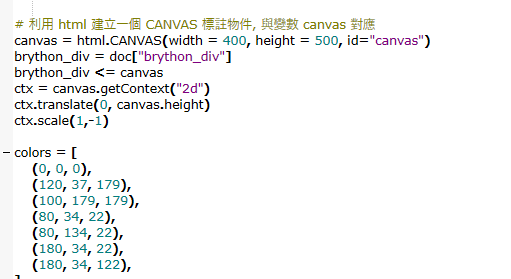 # 利用 html 建立一個 CANVAS 標註物件, 與變數 canvas 對應
canvas = html.CANVAS(width = 400, height = 500, id="canvas")
brython_div = doc["brython_div"]
brython_div <= canvas
ctx = canvas.getContext("2d")
ctx.translate(0, canvas.height)
ctx.scale(1,-1)
colors = [
(0, 0, 0),
(120, 37, 179),
(100, 179, 179),
(80, 34, 22),
(80, 134, 22),
(180, 34, 22),
(180, 34, 122),
]